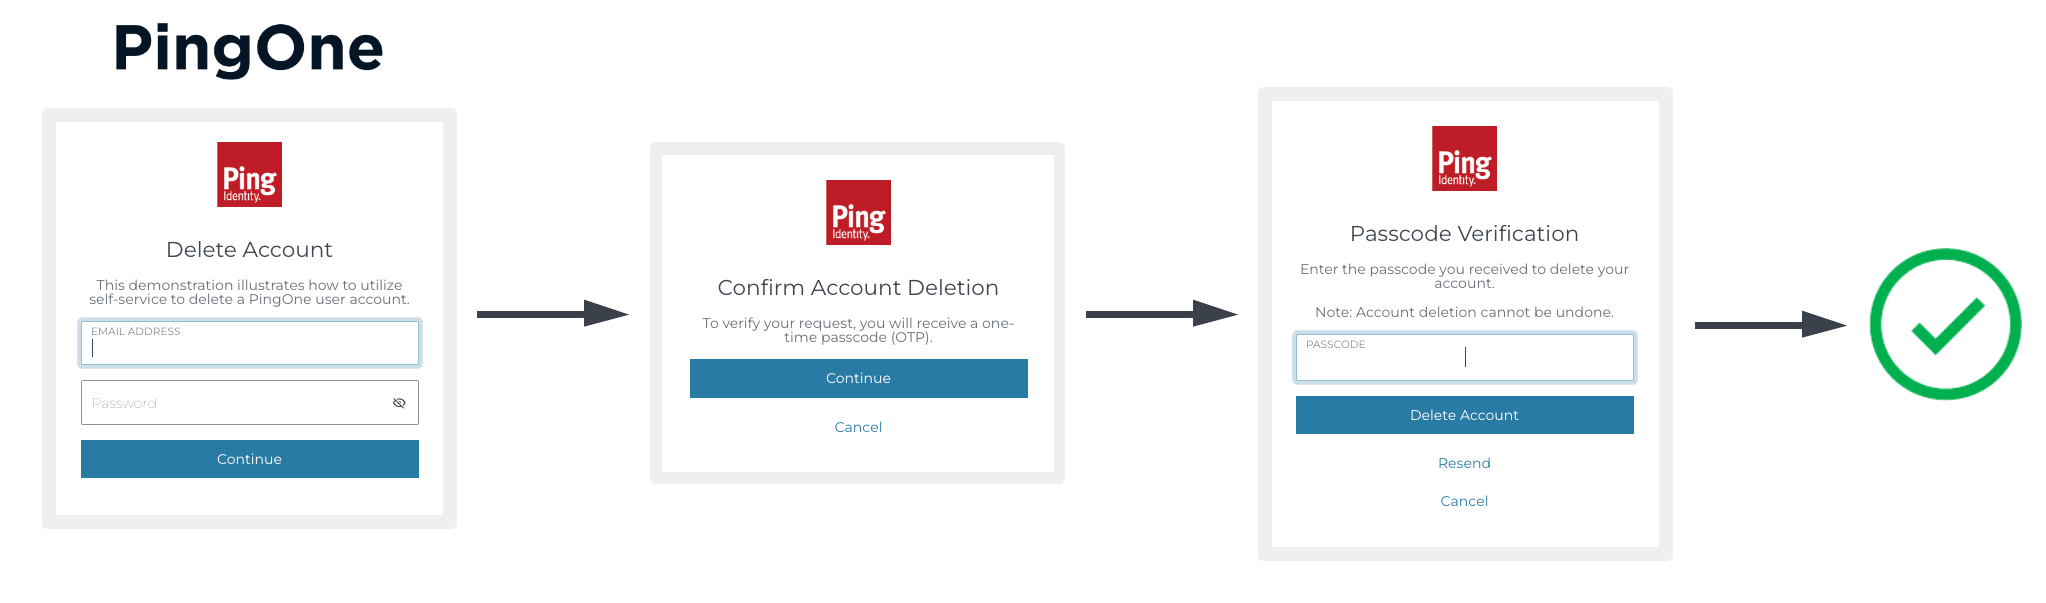 PingOne
Ping
Identity.
Delete Account
This demonstration illustrates how to utilize
self-service to delete a PingOne user account.
EMAIL ADDRESS
Password
Continue
Ping
Identity.
Confirm Account Deletion
To verify your request, you will receive a one-
time passcode (OTP).
Continue
Cancel
Ping
Identity.
Passcode Verification
Enter the passcode you received to delete your
account.
Note: Account deletion cannot be undone.
PASSCODE
Delete Account
Resend
Cancel